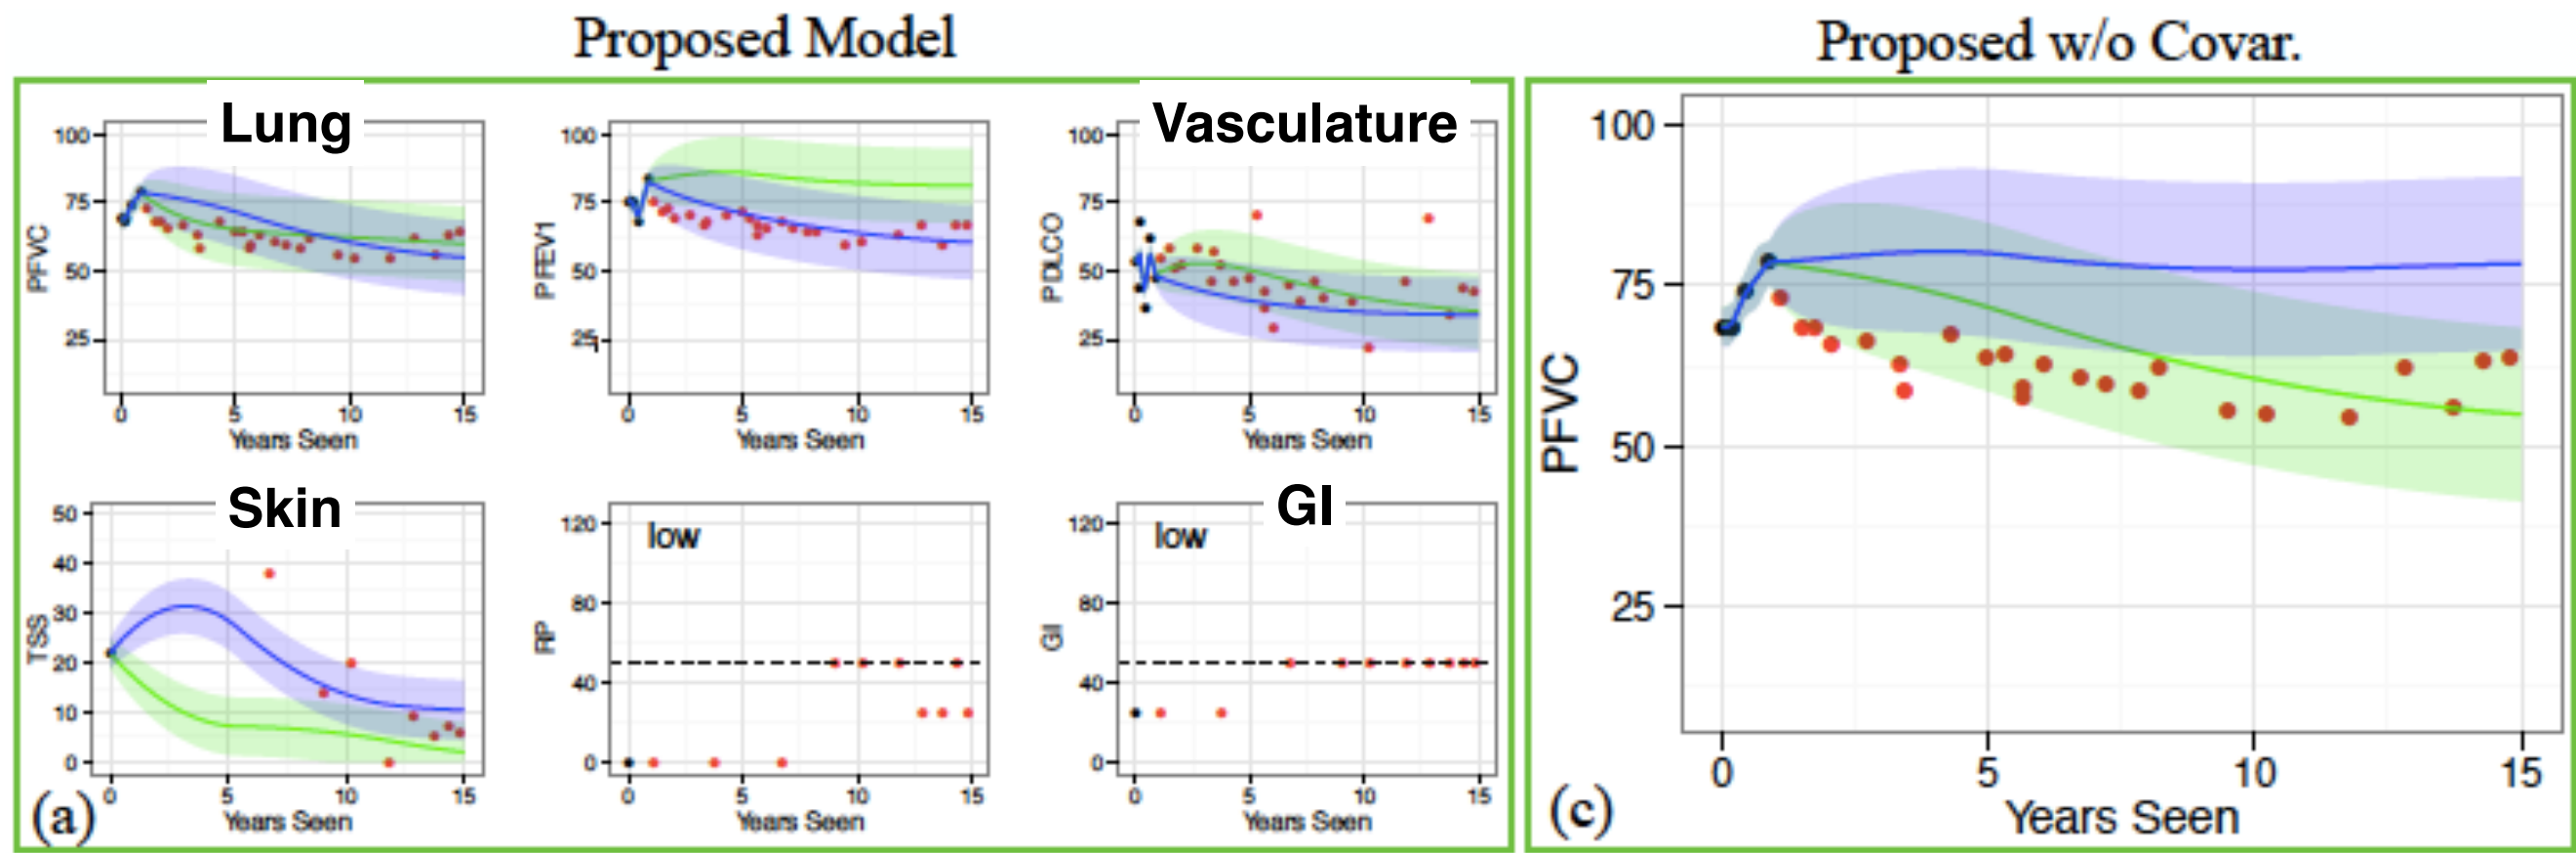 Proposed Model
Proposed w/o Covar.
Lung
100
75
50
25
PFVC
0 5 10 15
Years Seen
100
75
50
25
PFEV1
0 5 10 15
Years Seen
Vasculature
100
75
50
25
PDLCO
0 5 10 15
Years Seen
Skin
50
40
30
20
10
0
TSS
0 5 10 15
Years Seen
low
120
80
40
0
RP
0 5 10 15
Years Seen
GI
low
120
80
40
0
GI
0 5 10 15
Years Seen
(a)
100
75
50
25
PFVC
0 5 10 15
Years Seen
(c)